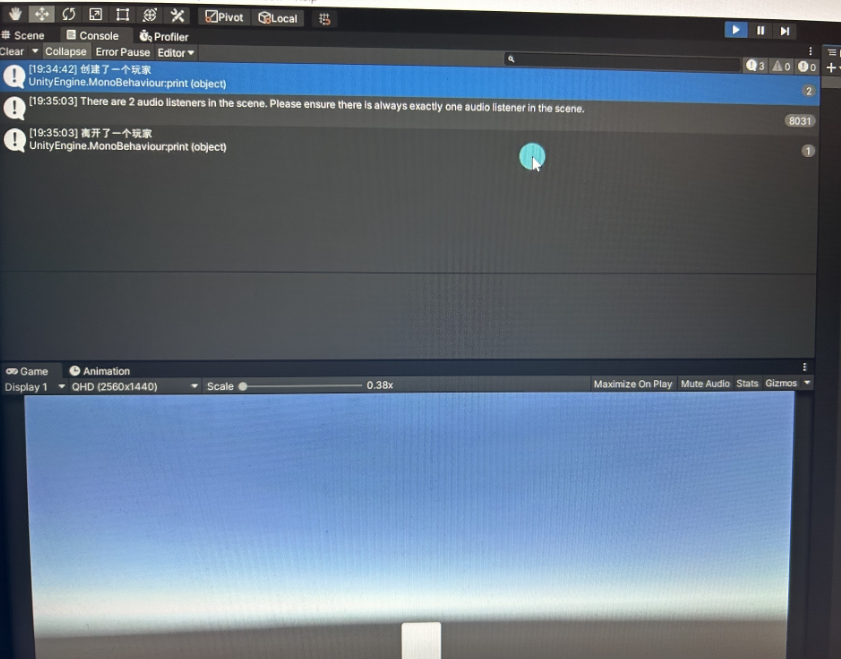 Pivot Local
Scene Console Profiler
Clear Collapse Error Pause Editor
3 0 0
[19:34:42] 创建了一个玩家
UnityEngine.MonoBehaviour:print (object)
2
[19:35:03] There are 2 audio listeners in the scene. Please ensure there is always exactly one audio listener in the scene.
8031
[19:35:03] 离开了一个玩家
UnityEngine.MonoBehaviour:print (object)
1
Game Animation
Display 1 QHD (2560x1440) Scale 0.38x Maximize On Play Mute Audio Stats Gizmos